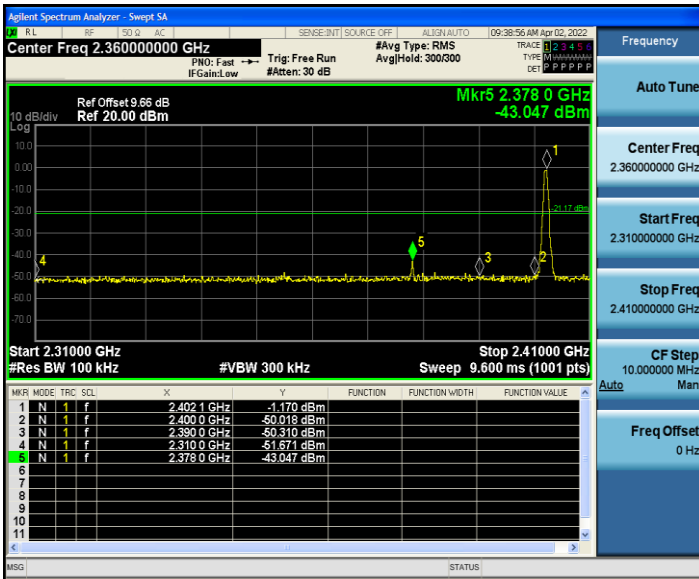 Agilent Spectrum Analyzer - Swept SA
RL RF 50 Ω AC SENSE:INT SOURCE OFF ALIGN AUTO 09:38:56 AM Apr 02, 2022
Center Freq 2.360000000 GHz
PNO: Fast
IFGain:Low
Trig: Free Run
#Atten: 30 dB
#Avg Type: RMS
Avg|Hold: 300/300
TRACE 1 2 3 4 5 6
TYPE M
DET P P P P P P
Mkr5 2.378 0 GHz
-43.047 dBm
Ref Offset 9.66 dB
10 dB/div Ref 20.00 dBm
Log
10.0
0.00
-10.0
-20.0
-30.0
-40.0
-50.0
-60.0
-70.0
1
-21.17 dBm
5
3
2
4
Start 2.31000 GHz Stop 2.41000 GHz
#Res BW 100 kHz #VBW 300 kHz Sweep 9.600 ms (1001 pts)
MKR MODE TRC SCL X Y FUNCTION FUNCTION WIDTH FUNCTION VALUE
1 N 1 f 2.402 1 GHz -1.170 dBm
2 N 1 f 2.400 0 GHz -50.018 dBm
3 N 1 f 2.390 0 GHz -50.310 dBm
4 N 1 f 2.310 0 GHz -51.671 dBm
5 N 1 f 2.378 0 GHz -43.047 dBm
6
7
8
9
10
11
MSG STATUS
Frequency
Auto Tune
Center Freq
2.360000000 GHz
Start Freq
2.310000000 GHz
Stop Freq
2.410000000 GHz
CF Step
10.000000 MHz
Auto Man
Freq Offset
0 Hz